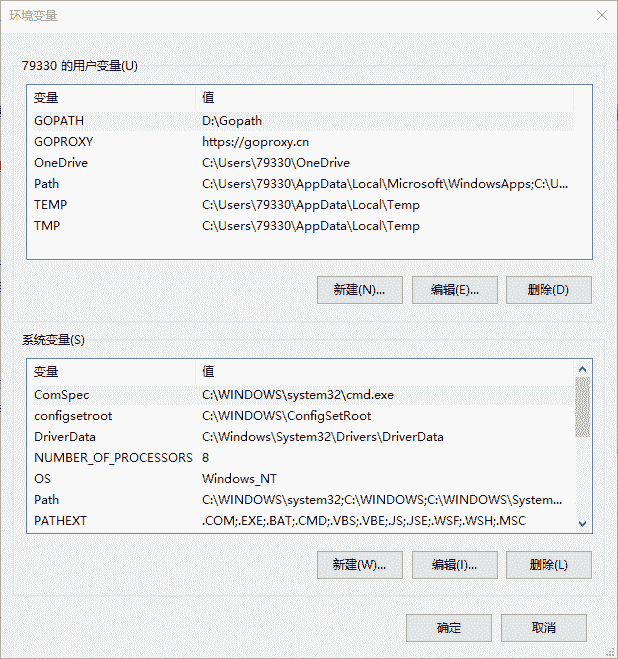 环境变量
79330 的用户变量(U)
变量 值
GOPATH D:\Gopath
GOPROXY https://goproxy.cn
OneDrive C:\Users\79330\OneDrive
Path C:\Users\79330\AppData\Local\Microsoft\WindowsApps;C:\U...
TEMP C:\Users\79330\AppData\Local\Temp
TMP C:\Users\79330\AppData\Local\Temp
新建(N)... 编辑(E)... 删除(D)
系统变量(S)
变量 值
ComSpec C:\WINDOWS\system32\cmd.exe
configsetroot C:\WINDOWS\ConfigSetRoot
DriverData C:\Windows\System32\Drivers\DriverData
NUMBER_OF_PROCESSORS 8
OS Windows_NT
Path C:\WINDOWS\system32;C:\WINDOWS;C:\WINDOWS\System...
PATHEXT .COM;.EXE;.BAT;.CMD;.VBS;.VBE;.JS;.JSE;.WSF;.WSH;.MSC
新建(W)... 编辑(I)... 删除(L)
确定 取消